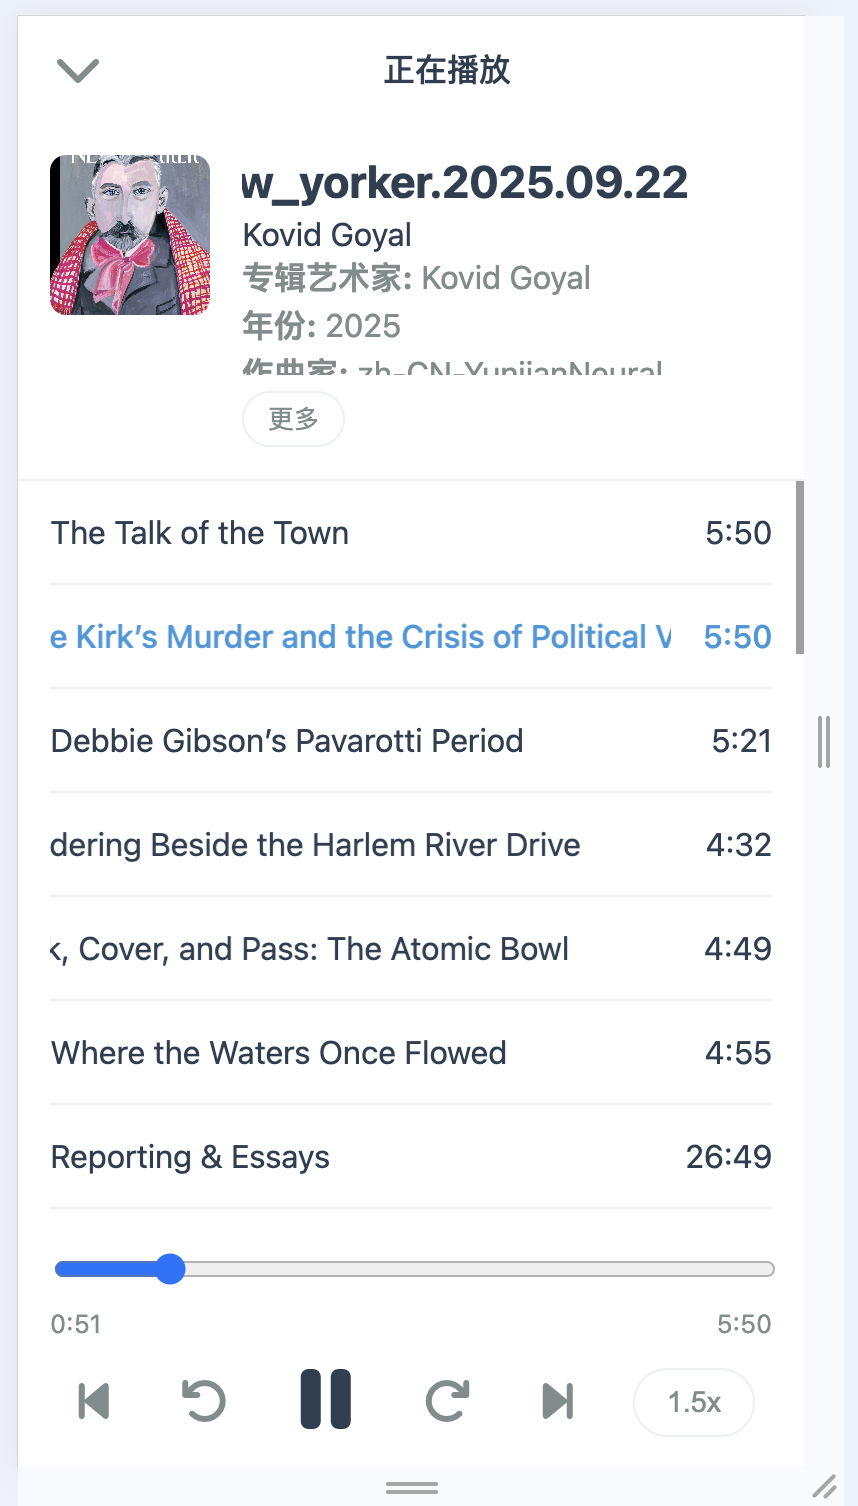 正在播放
w_yorker.2025.09.22
Kovid Goyal
专辑艺术家: Kovid Goyal
年份: 2025
作曲家: zh-CN-YunjianNeural
更多
The Talk of the Town 5:50
e Kirk’s Murder and the Crisis of Political V 5:50
Debbie Gibson’s Pavarotti Period 5:21
dering Beside the Harlem River Drive 4:32
k, Cover, and Pass: The Atomic Bowl 4:49
Where the Waters Once Flowed 4:55
Reporting & Essays 26:49
0:51 5:50
1.5x